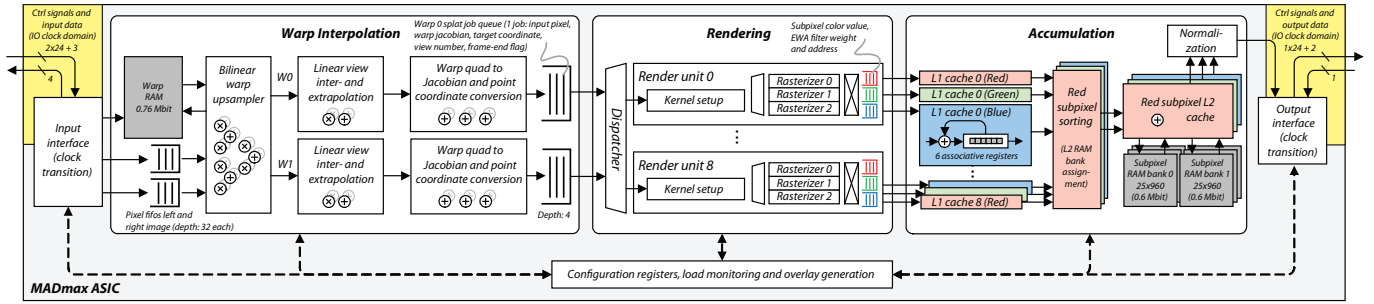 Ctrl signals and
input data
(IO clock domain)
2x24 + 3
4
Input
interface
(clock
transition)
Warp Interpolation
Warp 0 splat job queue (1 job: input pixel,
warp jacobian, target coordinate,
view number, frame-end flag)
Warp
RAM
0.76 Mbit
Bilinear
warp
upsampler
W0
W1
Linear view
inter- and
extrapolation
Warp quad to
Jacobian and point
coordinate conversion
Linear view
inter- and
extrapolation
Warp quad to
Jacobian and point
coordinate conversion
Pixel fifos left and
right image (depth: 32 each)
Depth: 4
Rendering
Subpixel color value,
EWA filter weight
and address
Dispatcher
Render unit 0
Kernel setup
Rasterizer 0
Rasterizer 1
Rasterizer 2
...
Render unit 8
Kernel setup
Rasterizer 0
Rasterizer 1
Rasterizer 2
Accumulation
L1 cache 0 (Red)
L1 cache 0 (Green)
L1 cache 0 (Blue)
6 associative registers
...
L1 cache 8 (Red)
Red
subpixel
sorting
(L2 RAM
bank
assign-
ment)
Normali-
zation
Red subpixel L2
cache
Subpixel
RAM bank 0
25x960
(0.6 Mbit)
Subpixel
RAM bank 1
25x960
(0.6 Mbit)
Ctrl signals and
output data
(IO clock domain)
1x24 + 2
1
Output
interface
(clock
transition)
Configuration registers, load monitoring and overlay generation
MADmax ASIC